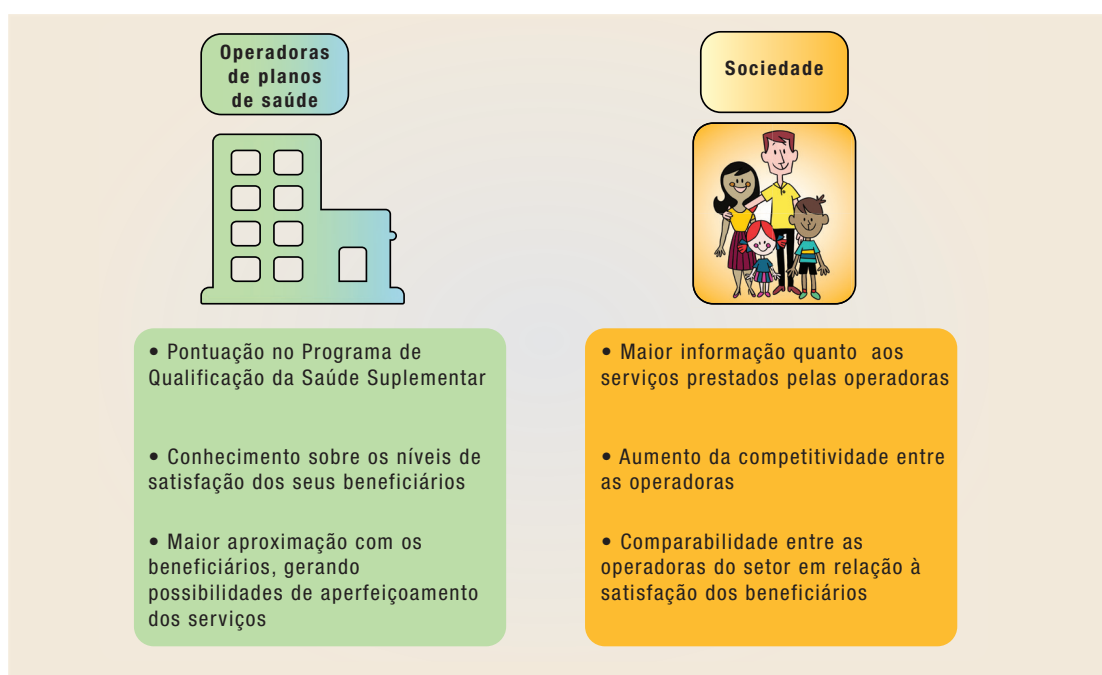 Operadoras
de planos
de saúde
• Pontuação no Programa de
Qualificação da Saúde Suplementar
• Conhecimento sobre os níveis de
satisfação dos seus beneficiários
• Maior aproximação com os
beneficiários, gerando
possibilidades de aperfeiçoamento
dos serviços
Sociedade
• Maior informação quanto aos
serviços prestados pelas operadoras
• Aumento da competitividade entre
as operadoras
• Comparabilidade entre as
operadoras do setor em relação à
satisfação dos beneficiários